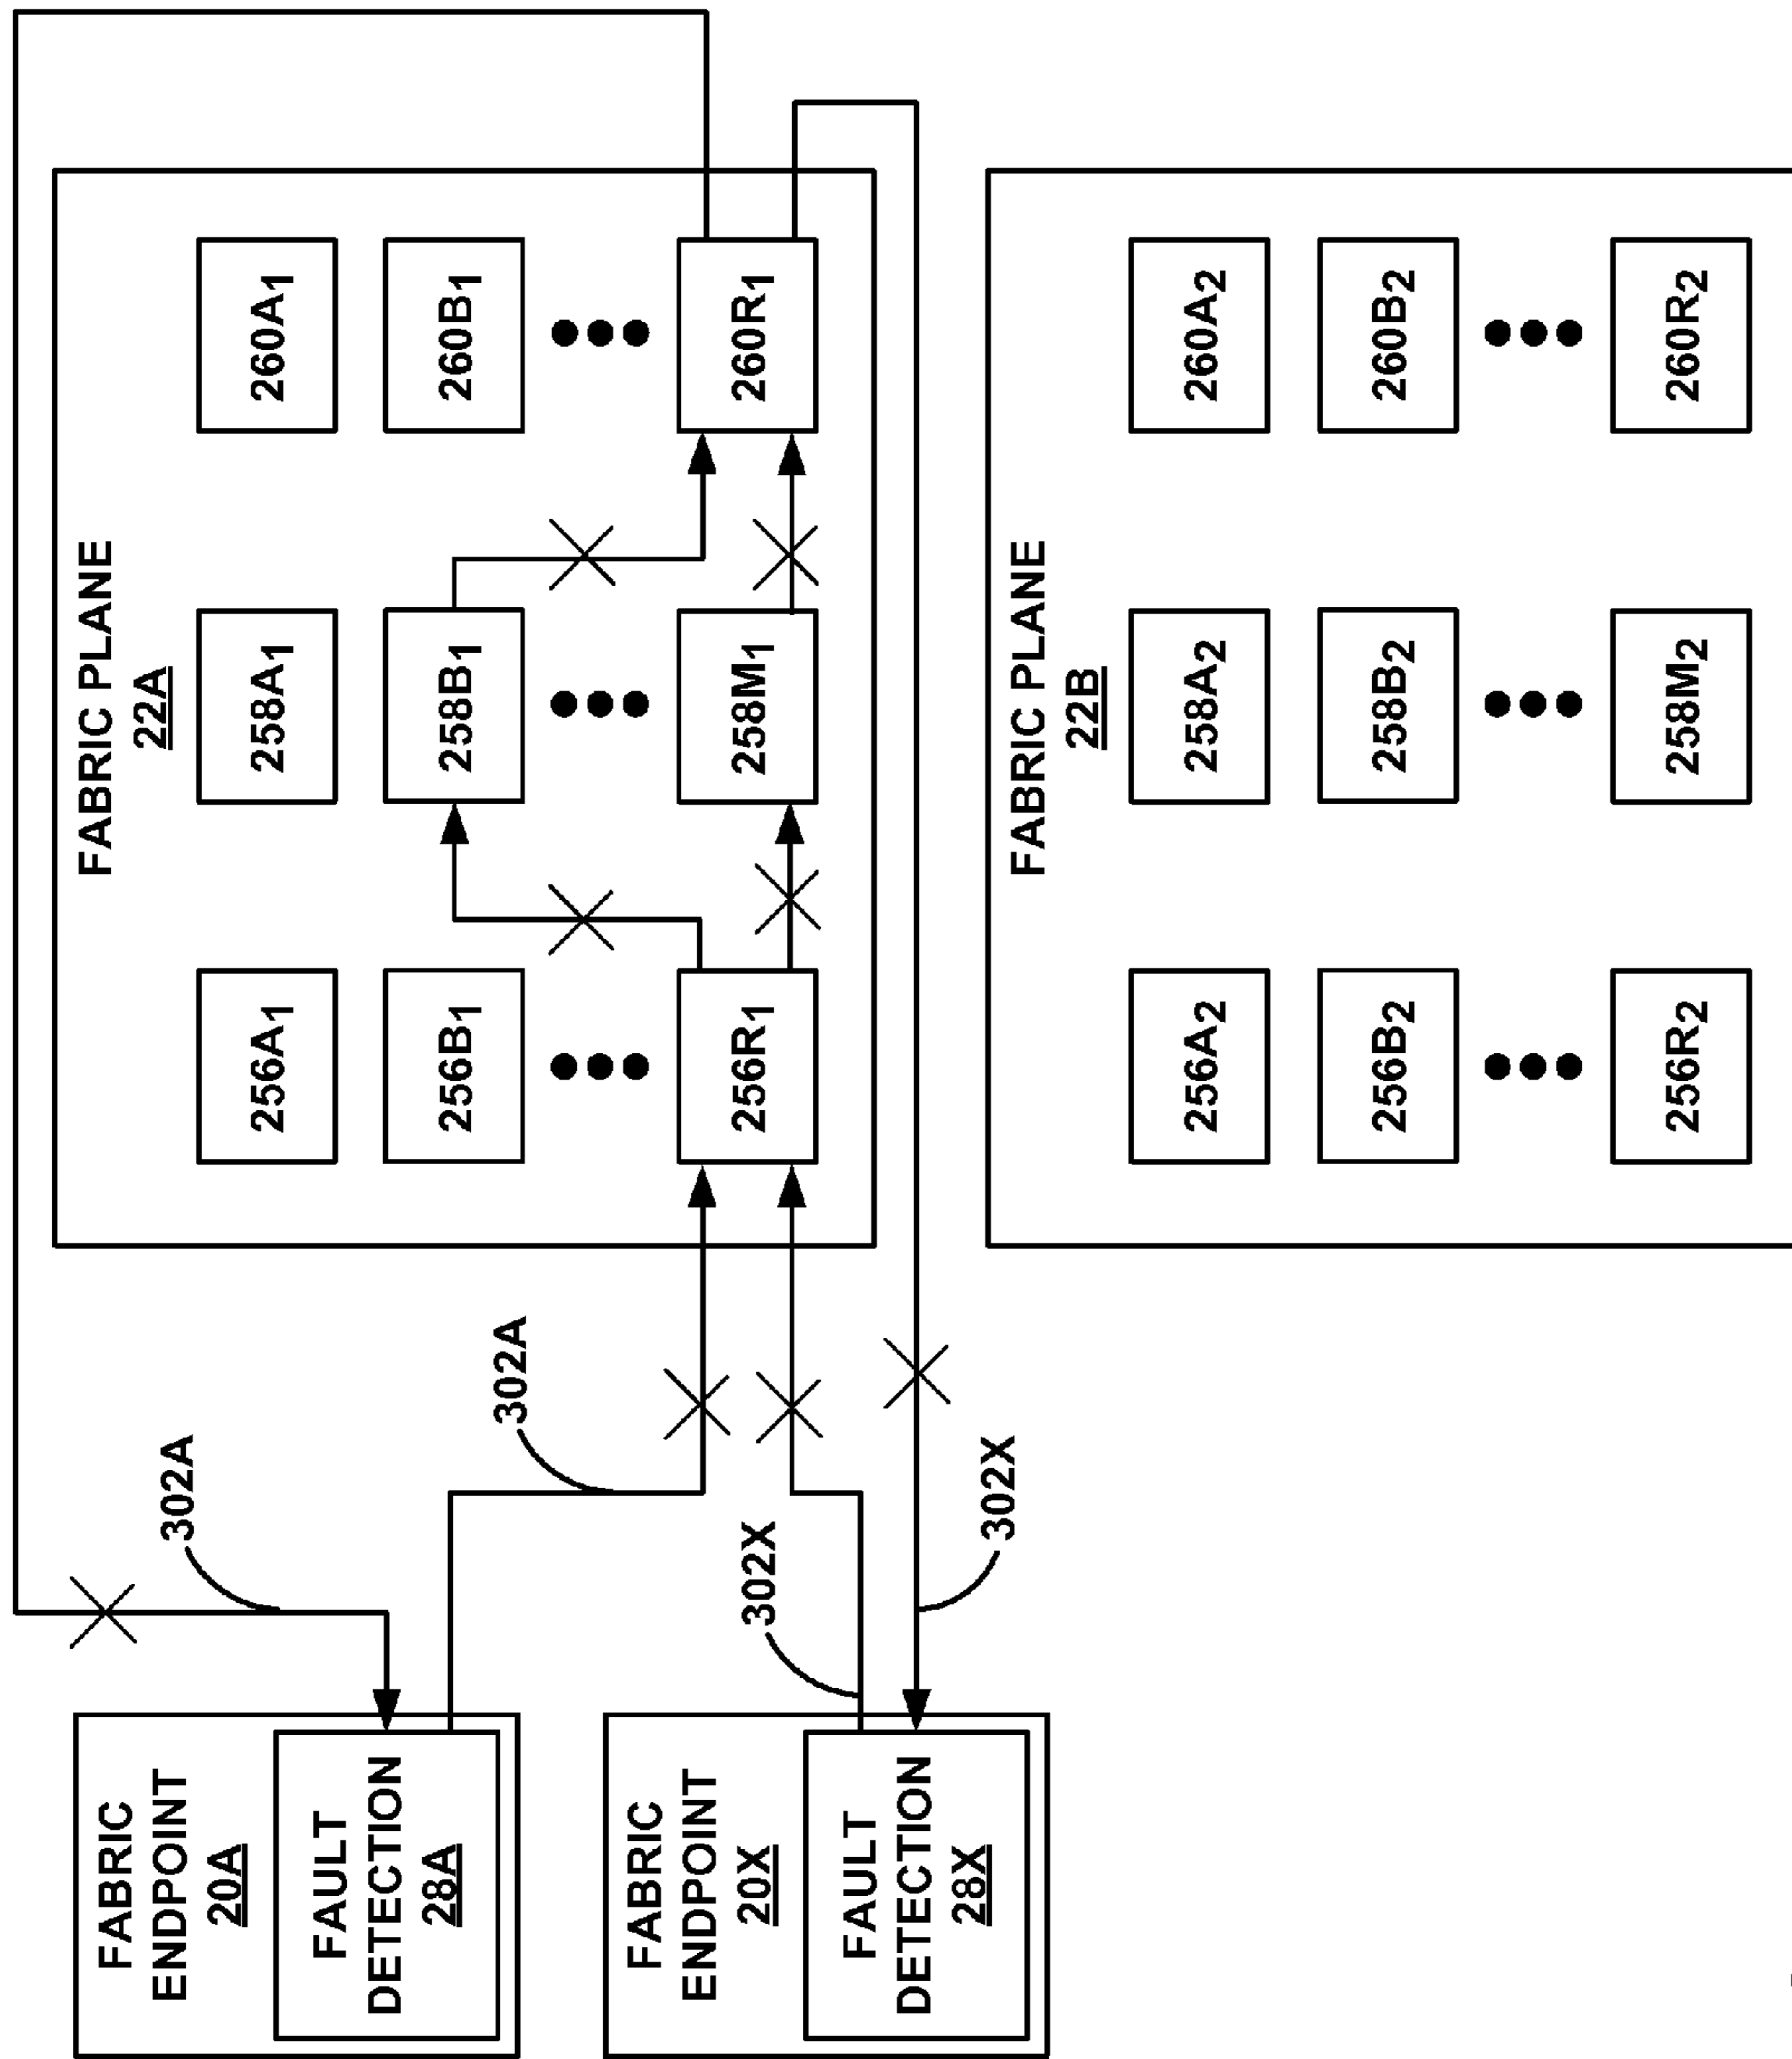 FABRIC
ENDPOINT
20A
FAULT
DETECTION
28A
FABRIC
ENDPOINT
20X
FAULT
DETECTION
28X
302A
302A
302X
302X
FABRIC PLANE
22A
256A1
258A1
260A1
256B1
258B1
260B1
256R1
258M1
260R1
FABRIC PLANE
22B
256A2
258A2
260A2
256B2
258B2
260B2
256R2
258M2
260R2